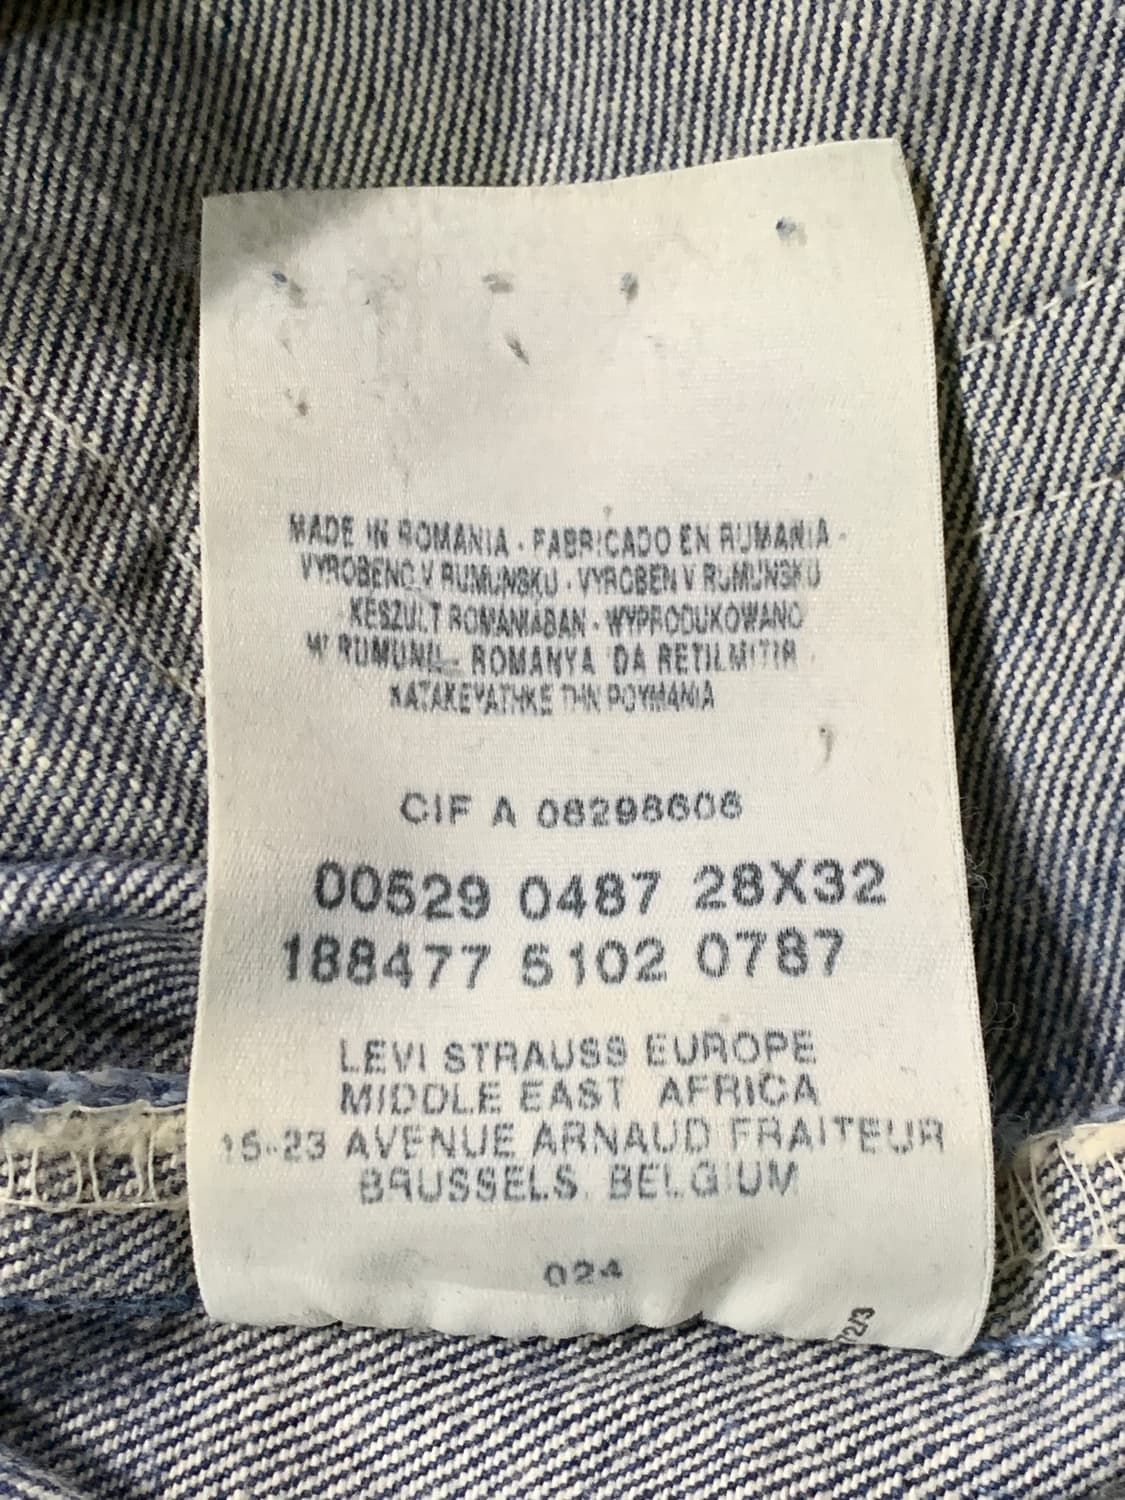 MADE IN ROMANIA - FABRICADO EN RUMANIA -
VYROBENO V RUMUNSKU - VYROBEN V RUMUNSKU
KESZULT ROMANIABAN - WYPRODUKOWANO
W RUMUNII - ROMANYA 'DA RETILMITIR
KATAKEYATHKE THN POYMANIA
CIF A 08298608
00529 0487 28X32
188477 5102 0787
LEVI STRAUSS EUROPE
MIDDLE EAST AFRICA
15-23 AVENUE ARNAUD FRAITEUR
BRUSSELS, BELGIUM
024